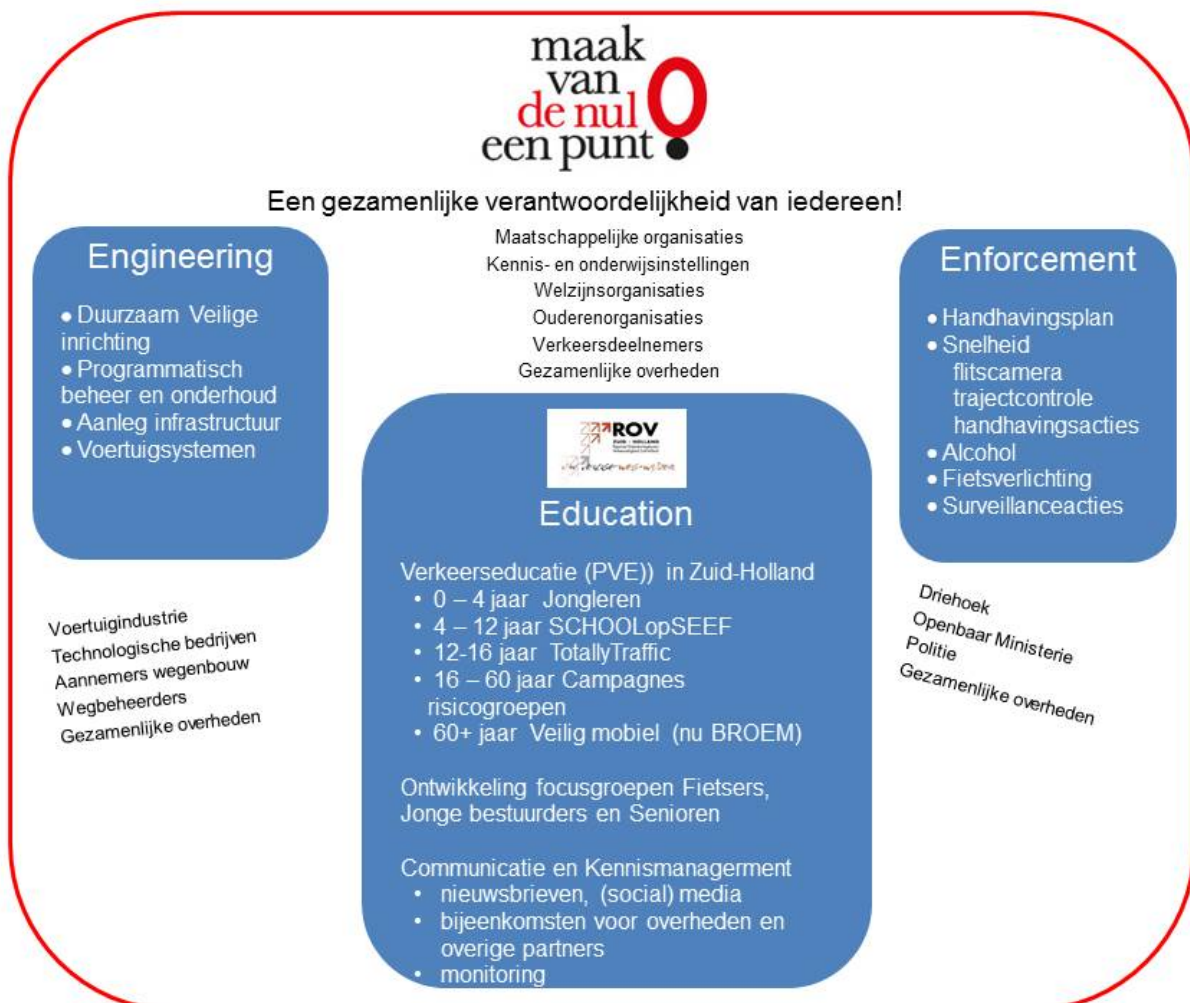 maak
van
de nul
een punt
Een gezamenlijke verantwoordelijkheid van iedereen!
Maatschappelijke organisaties
Kennis- en onderwijsinstellingen
Welzijnsorganisaties
Ouderenorganisaties
Verkeersdeelnemers
Gezamenlijke overheden
Engineering
• Duurzaam Veilige
inrichting
• Programmatisch
beheer en onderhoud
• Aanleg infrastructuur
• Voertuigsystemen
Voertuigindustrie
Technologische bedrijven
Aannemers wegenbouw
Wegbeheerders
Gezamenlijke overheden
ROV
ZUID - HOLLAND
Education
Verkeerseducatie (PVE)) in Zuid-Holland
• 0 – 4 jaar Jongleren
• 4 – 12 jaar SCHOOLopSEEF
• 12-16 jaar TotallyTraffic
• 16 – 60 jaar Campagnes
risicogroepen
• 60+ jaar Veilig mobiel (nu BROEM)
Ontwikkeling focusgroepen Fietsers,
Jonge bestuurders en Senioren
Communicatie en Kennismanagerment
• nieuwsbrieven, (social) media
• bijeenkomsten voor overheden en
overige partners
• monitoring
Enforcement
• Handhavingsplan
• Snelheid
flitscamera
trajectcontrole
handhavingsacties
• Alcohol
• Fietsverlichting
• Surveillanceacties
Driehoek
Openbaar Ministerie
Politie
Gezamenlijke overheden